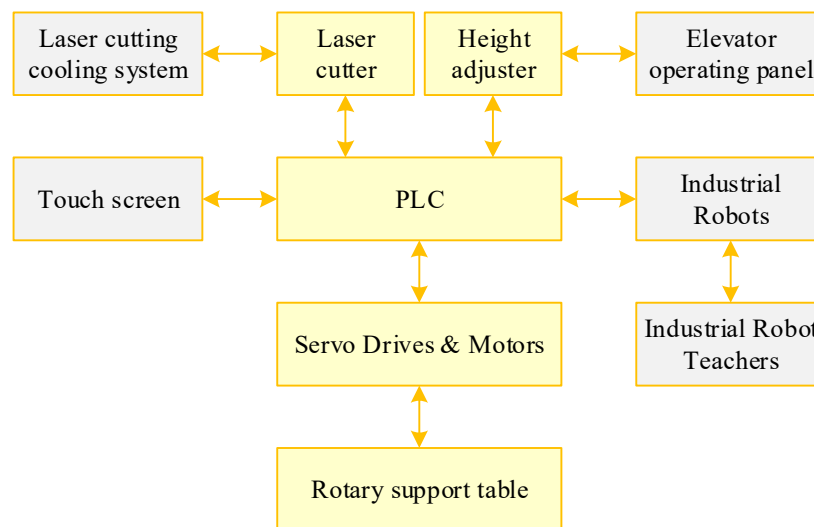 Laser cutting
cooling system
Laser
cutter
Height
adjuster
Elevator
operating panel
Touch screen
PLC
Industrial
Robots
Servo Drives & Motors
Industrial Robot
Teachers
Rotary support table